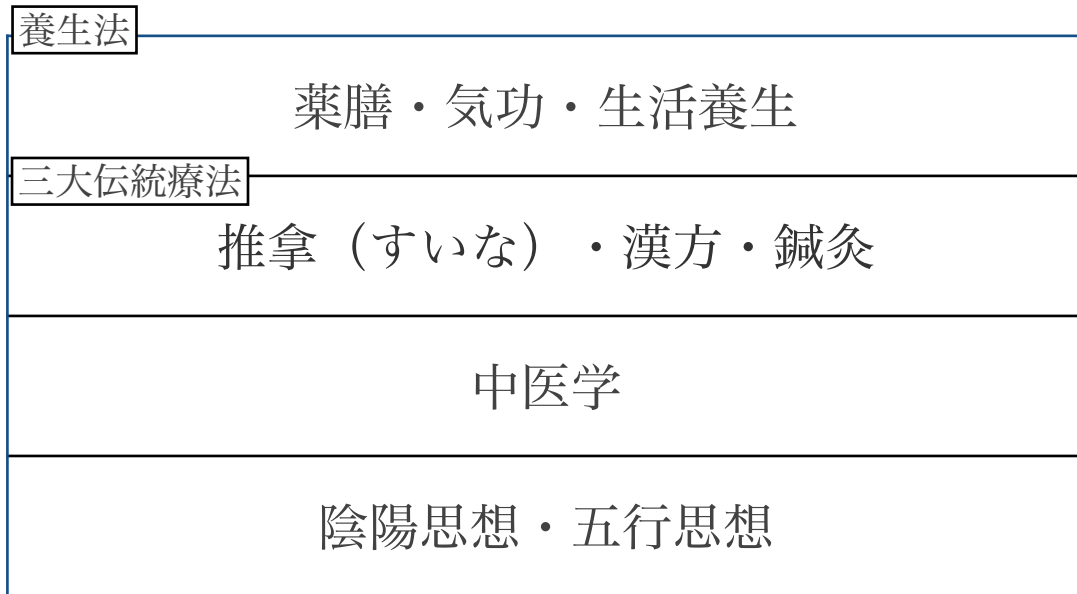 養生法
薬膳・気功・生活養生
三大伝統療法
推拿（すいな）・漢方・鍼灸
中医学
陰陽思想・五行思想